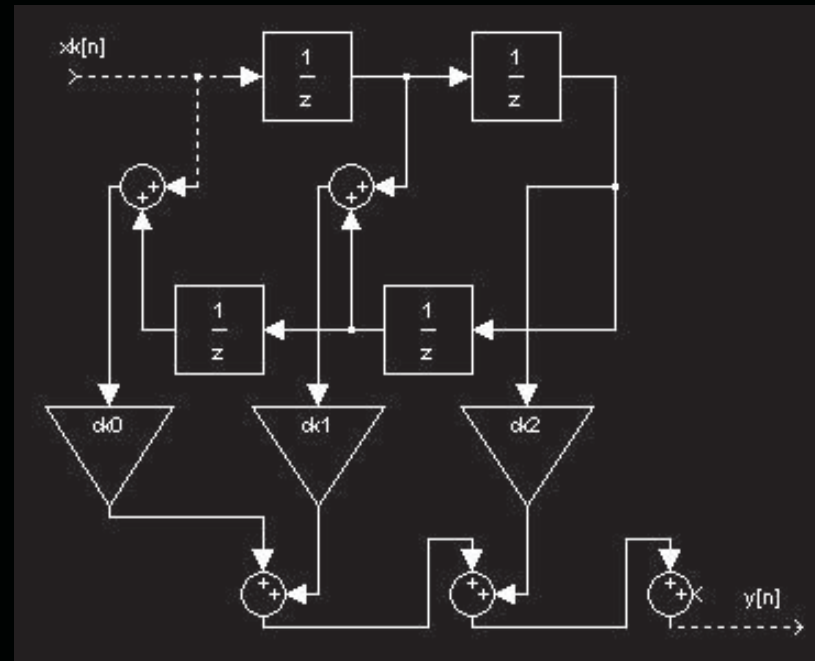 xk[n]
1
z
1
z
+
+
+
+
1
z
1
z
ck0
ck1
ck2
+
+
+
+
+
+
y[n]